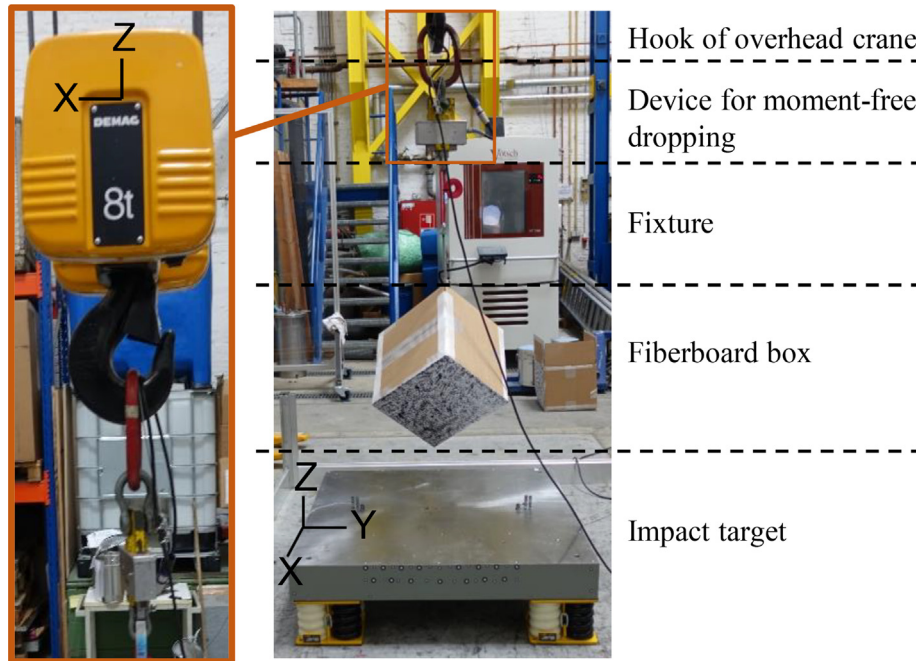 Z
X
DEMAG
8t
Hook of overhead crane
Device for moment-free
dropping
Fixture
Fiberboard box
Z
Y
X
Impact target